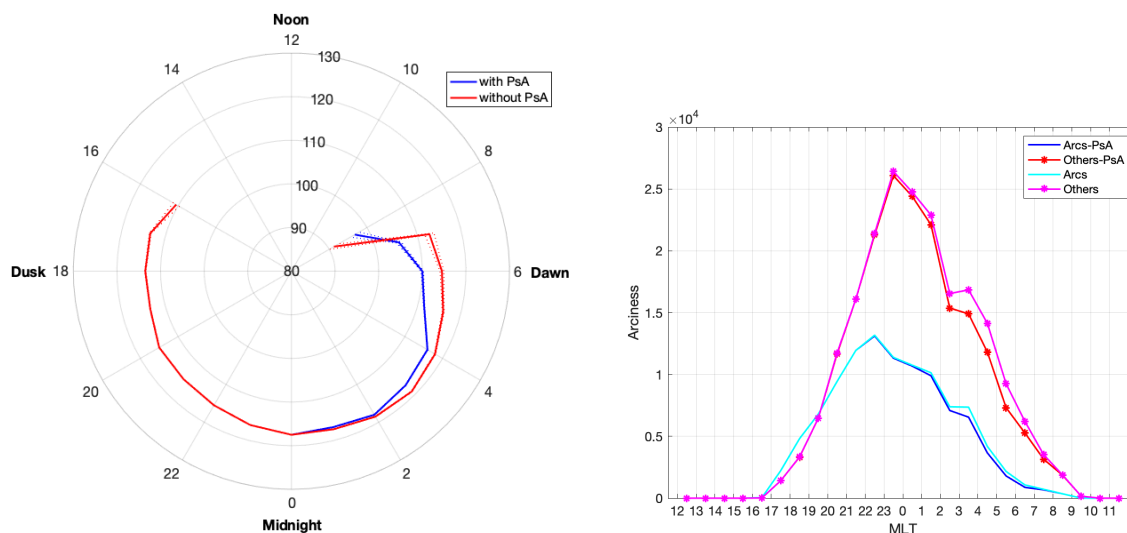 Noon
12
130
14
10
with PsA
without PsA
120
110
16
8
100
90
Dusk 18
80
6 Dawn
20
4
22
2
0
Midnight
×10^4
3
2.5
2
1.5
1
0.5
0
Arciness
Arcs-PsA
Others-PsA
Arcs
Others
12 13 14 15 16 17 18 19 20 21 22 23 0 1 2 3 4 5 6 7 8 9 10 11
MLT